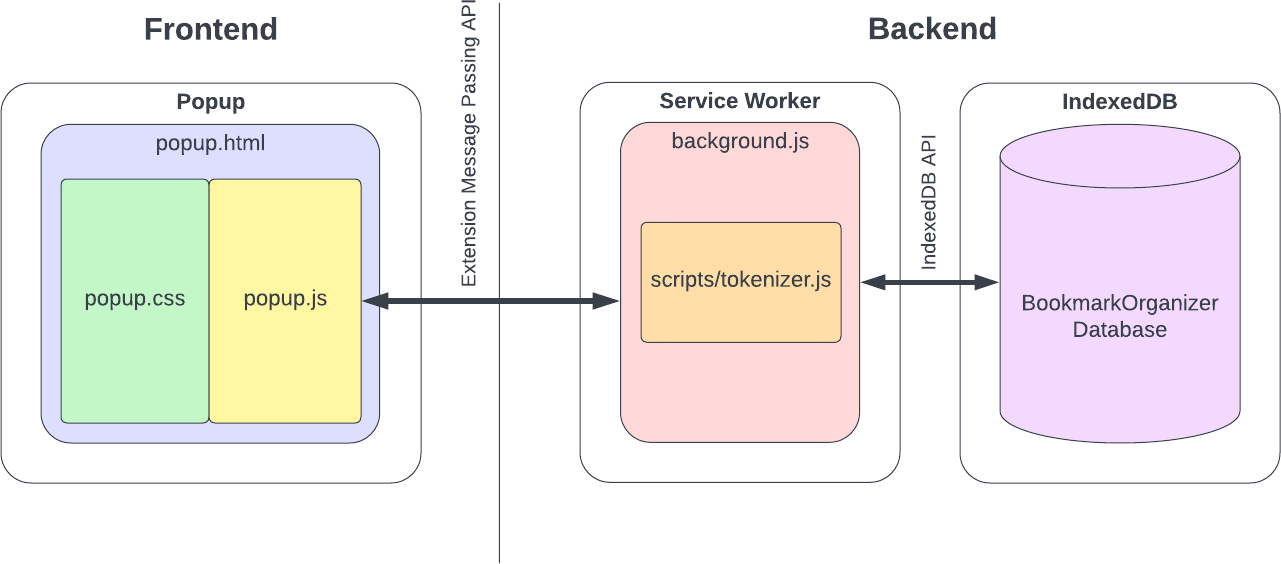 Frontend
Backend
Popup
popup.html
popup.css
popup.js
Extension Message Passing API
Service Worker
background.js
scripts/tokenizer.js
IndexedDB API
IndexedDB
BookmarkOrganizer
Database